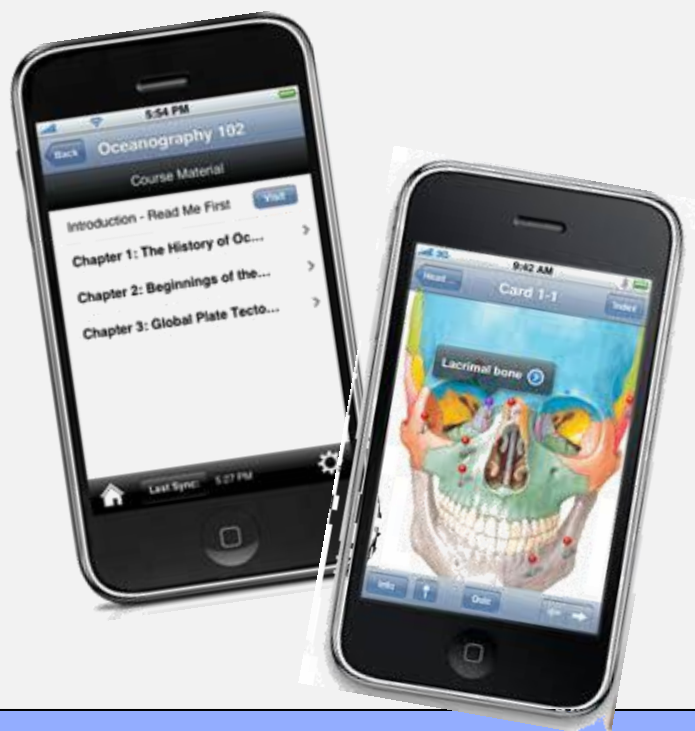 5:54 PM
Back Oceanography 102
Course Material
Introduction - Read Me First Visit
Chapter 1: The History of Oc...
Chapter 2: Beginnings of the...
Chapter 3: Global Plate Tecto...
Last Sync: 5:27 PM
3G 9:42 AM
Head ... Card 1-1 Index
Lacrimal bone
Info Quiz